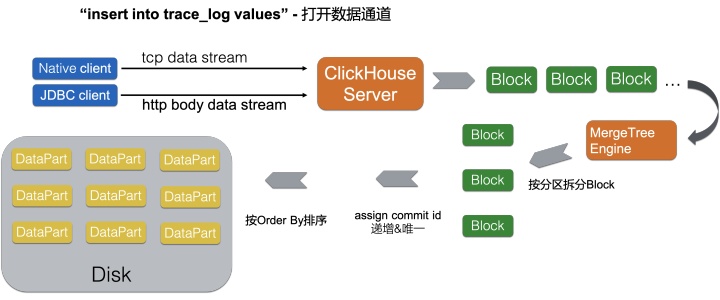 “insert into trace_log values” - 打开数据通道
Native client
tcp data stream
JDBC client
http body data stream
ClickHouse
Server
Block
Block
Block
...
MergeTree
Engine
按分区拆分Block
Block
Block
Block
assign commit id
递增&唯一
按Order By排序
DataPart
DataPart
DataPart
DataPart
DataPart
DataPart
DataPart
DataPart
DataPart
Disk